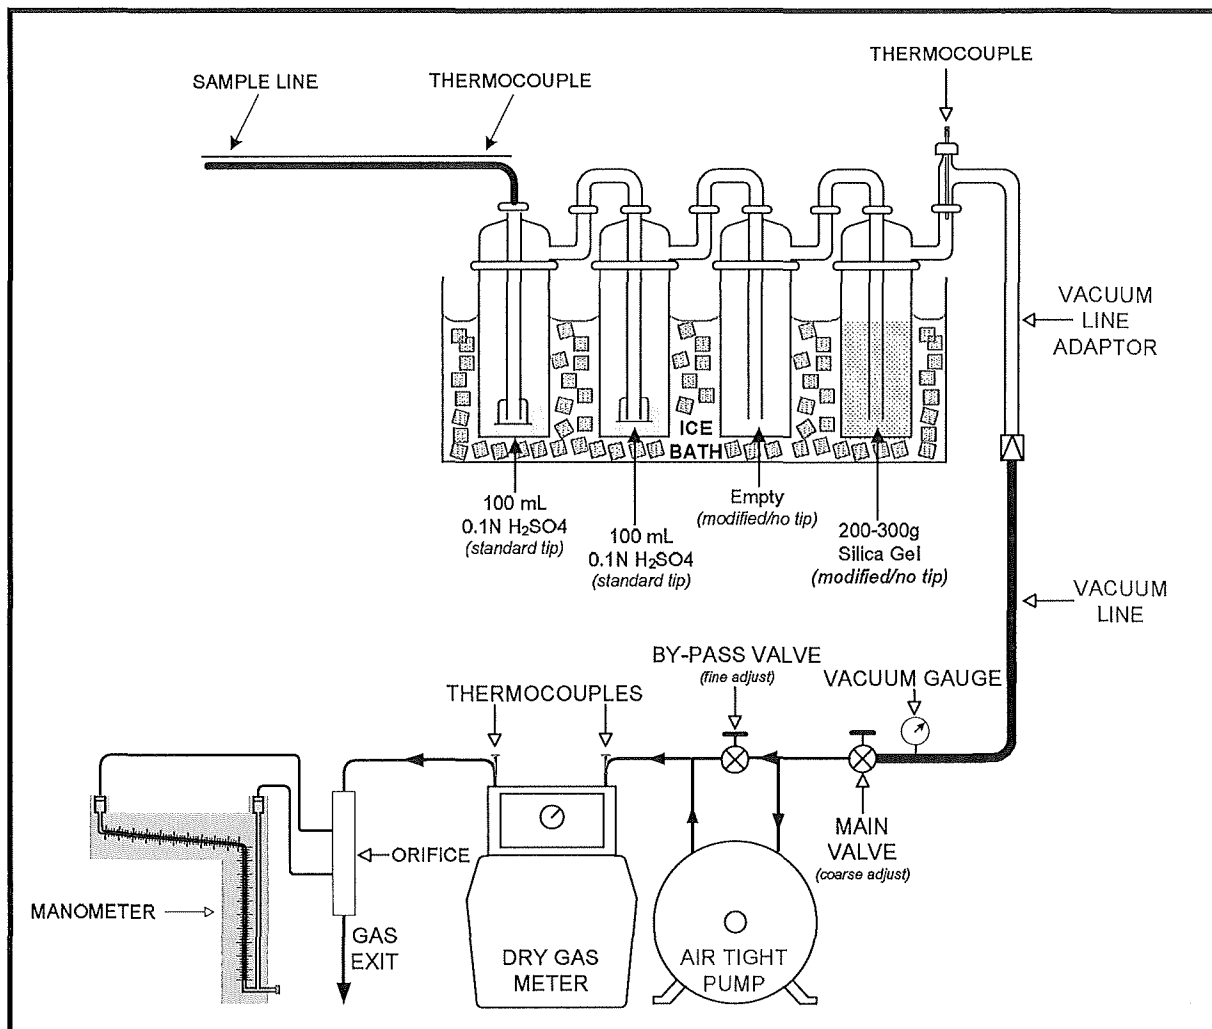 THERMOCOUPLE
SAMPLE LINE
THERMOCOUPLE
VACUUM
LINE
ADAPTOR
ICE
BATH
100 mL
0.1N H₂SO4
(standard tip)
100 mL
0.1N H₂SO4
(standard tip)
Empty
(modified/no tip)
200-300g
Silica Gel
(modified/no tip)
VACUUM
LINE
BY-PASS VALVE
(fine adjust)
VACUUM GAUGE
THERMOCOUPLES
MAIN
VALVE
(coarse adjust)
ORIFICE
MANOMETER
GAS
EXIT
DRY GAS
METER
AIR TIGHT
PUMP